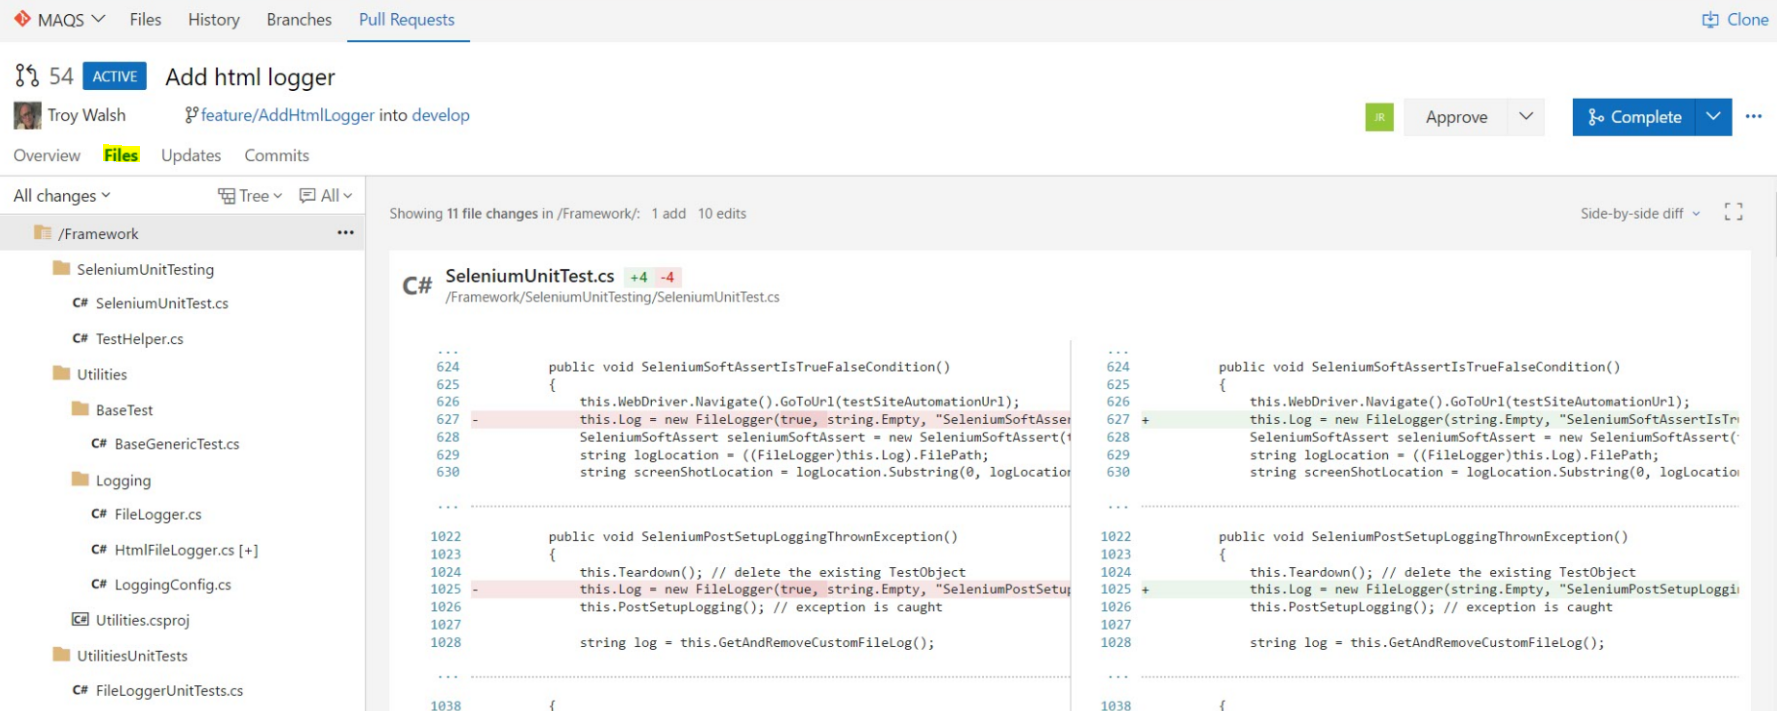 MAQS Files History Branches Pull Requests Clone
54 ACTIVE Add html logger
Troy Walsh feature/AddHtmlLogger into develop JR Approve Complete
Overview Files Updates Commits
All changes Tree All
Showing 11 file changes in /Framework/: 1 add 10 edits Side-by-side diff
/Framework ...
SeleniumUnitTesting
C# SeleniumUnitTest.cs
C# TestHelper.cs
Utilities
BaseTest
C# BaseGenericTest.cs
Logging
C# FileLogger.cs
C# HtmlFileLogger.cs [+]
C# LoggingConfig.cs
C# Utilities.csproj
UtilitiesUnitTests
C# FileLoggerUnitTests.cs
C# SeleniumUnitTest.cs +4 -4
/Framework/SeleniumUnitTesting/SeleniumUnitTest.cs
...
624 public void SeleniumSoftAssertIsTrueFalseCondition()
625 {
626 this.WebDriver.Navigate().GoToUrl(testSiteAutomationUrl);
627 - this.Log = new FileLogger(true, string.Empty, "SeleniumSoftAsser
628 SeleniumSoftAssert seleniumSoftAssert = new SeleniumSoftAssert(
629 string logLocation = ((FileLogger)this.Log).FilePath;
630 string screenShotLocation = logLocation.Substring(0, logLocation
...
1022 public void SeleniumPostSetupLoggingThrownException()
1023 {
1024 this.Teardown(); // delete the existing TestObject
1025 - this.Log = new FileLogger(true, string.Empty, "SeleniumPostSetup
1026 this.PostSetupLogging(); // exception is caught
1027
1028 string log = this.GetAndRemoveCustomFileLog();
...
1038 {
...
624 public void SeleniumSoftAssertIsTrueFalseCondition()
625 {
626 this.WebDriver.Navigate().GoToUrl(testSiteAutomationUrl);
627 + this.Log = new FileLogger(string.Empty, "SeleniumSoftAssertIsTru
628 SeleniumSoftAssert seleniumSoftAssert = new SeleniumSoftAssert(
629 string logLocation = ((FileLogger)this.Log).FilePath;
630 string screenShotLocation = logLocation.Substring(0, logLocation
...
1022 public void SeleniumPostSetupLoggingThrownException()
1023 {
1024 this.Teardown(); // delete the existing TestObject
1025 + this.Log = new FileLogger(string.Empty, "SeleniumPostSetupLoggi
1026 this.PostSetupLogging(); // exception is caught
1027
1028 string log = this.GetAndRemoveCustomFileLog();
...
1038 {